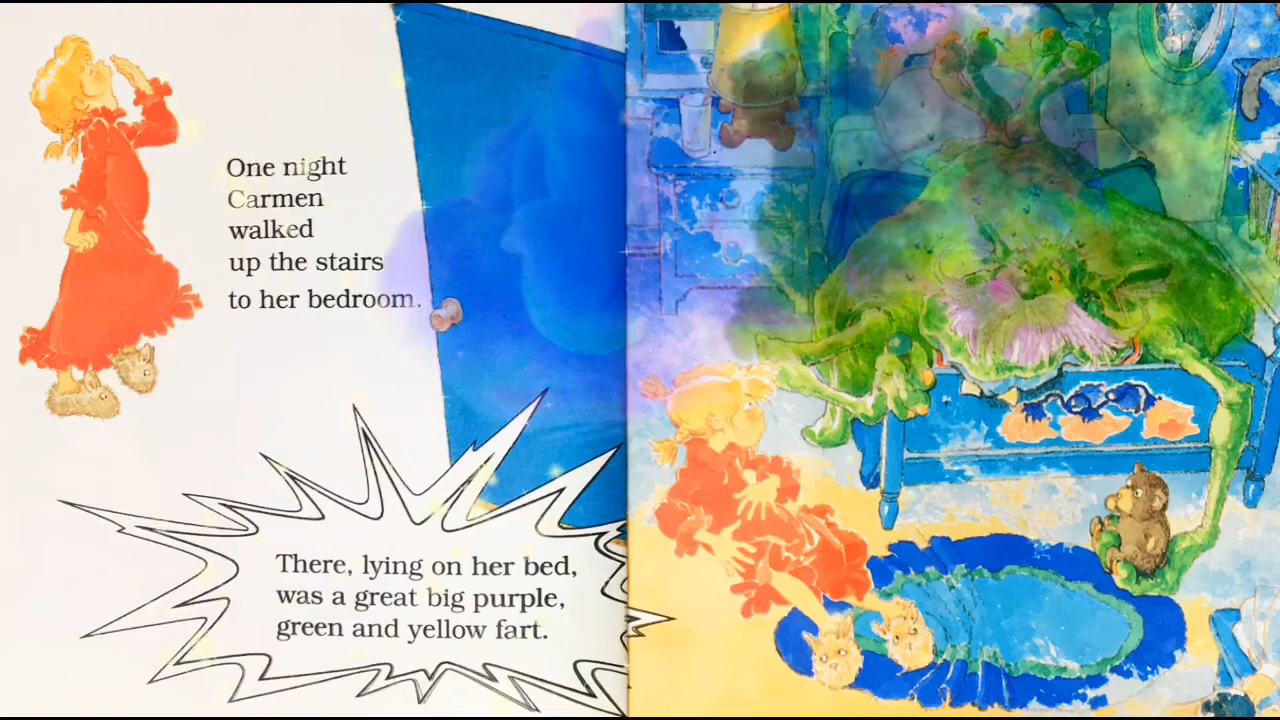 One night
Carmen
walked
up the stairs
to her bedroom.
There, lying on her bed,
was a great big purple,
green and yellow fart.